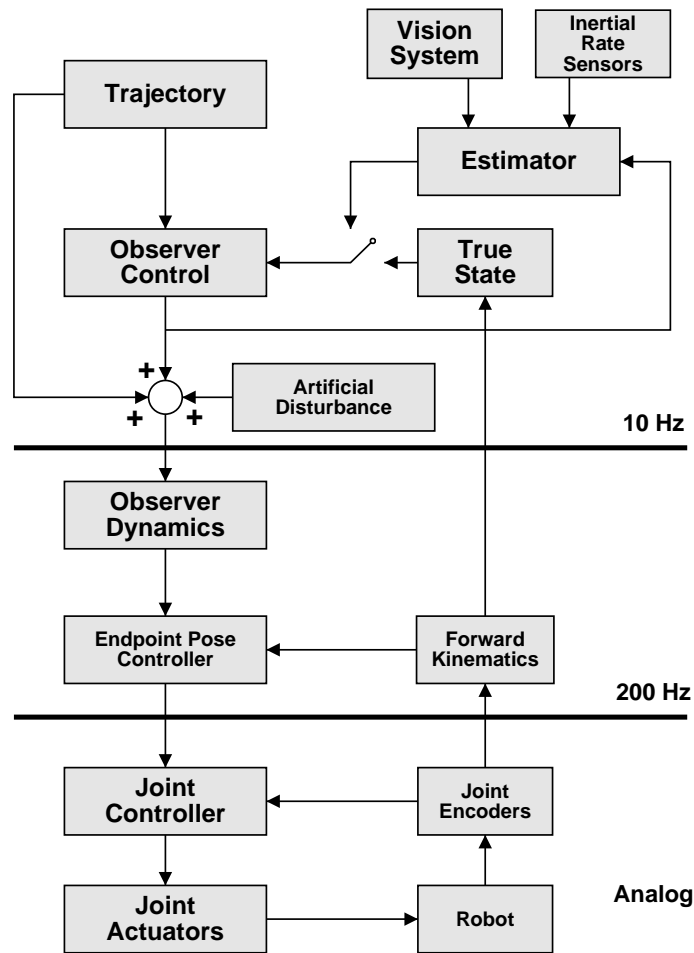 Vision
System
Inertial
Rate
Sensors
Trajectory
Estimator
Observer
Control
True
State
+
Artificial
Disturbance
+
+
10 Hz
Observer
Dynamics
Endpoint Pose
Controller
Forward
Kinematics
200 Hz
Joint
Controller
Joint
Encoders
Joint
Actuators
Robot
Analog